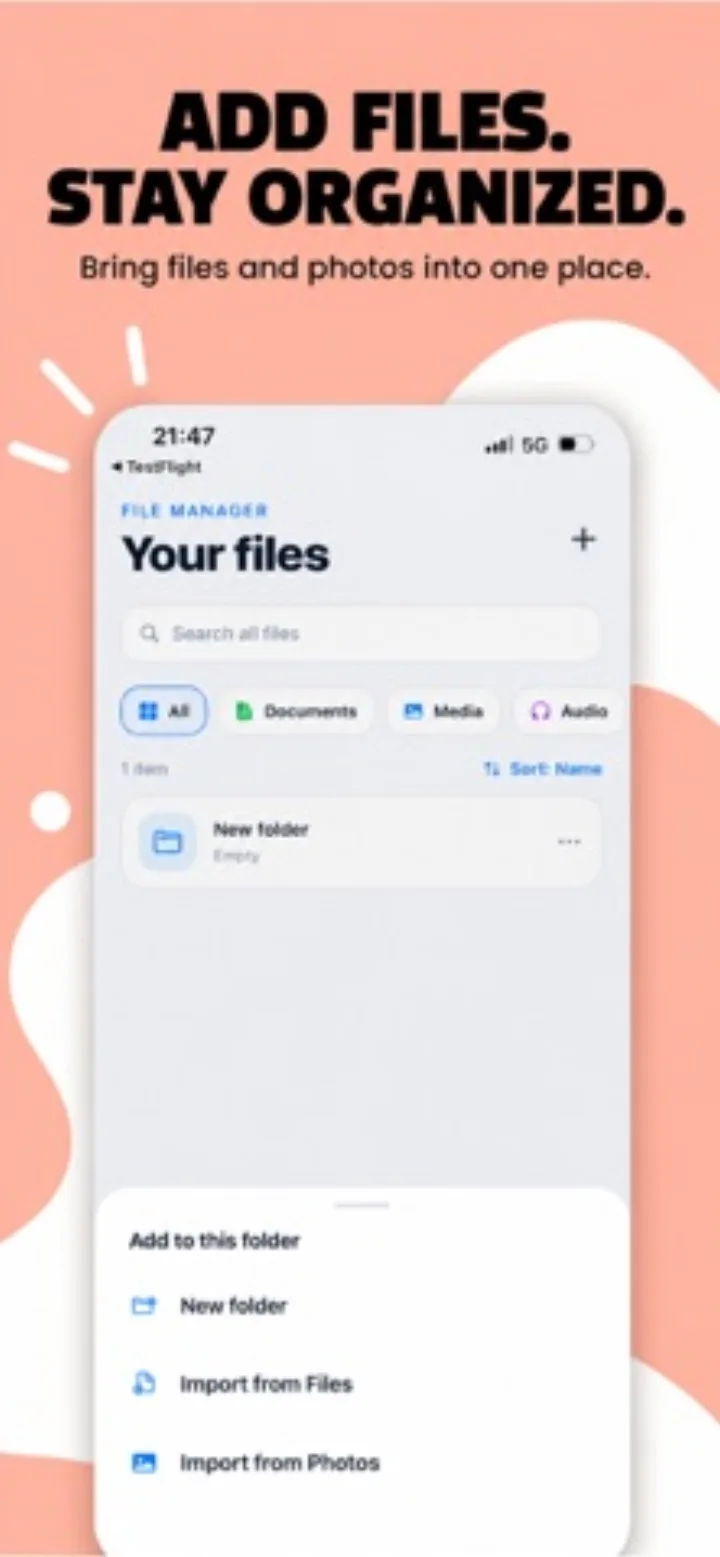 ADD FILES.
STAY ORGANIZED.
Bring files and photos into one place.
21:47
5G
◀ TestFlight
FILE MANAGER
Your files
+
Search all files
All
Documents
Media
Audio
1 item
Sort: Name
New folder
Empty
Add to this folder
New folder
Import from Files
Import from Photos